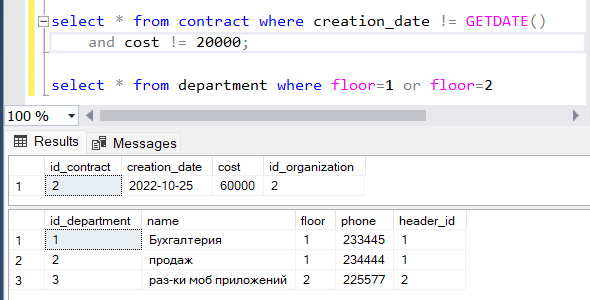 select * from contract where creation_date != GETDATE()
and cost != 20000;
select * from department where floor=1 or floor=2
100 %
Results Messages
id_contract creation_date cost id_organization
1 2 2022-10-25 60000 2
id_department name floor phone header_id
1 1 Бухгалтерия 1 233445 1
2 2 продаж 1 234444 1
3 3 раз-ки моб приложений 2 225577 2